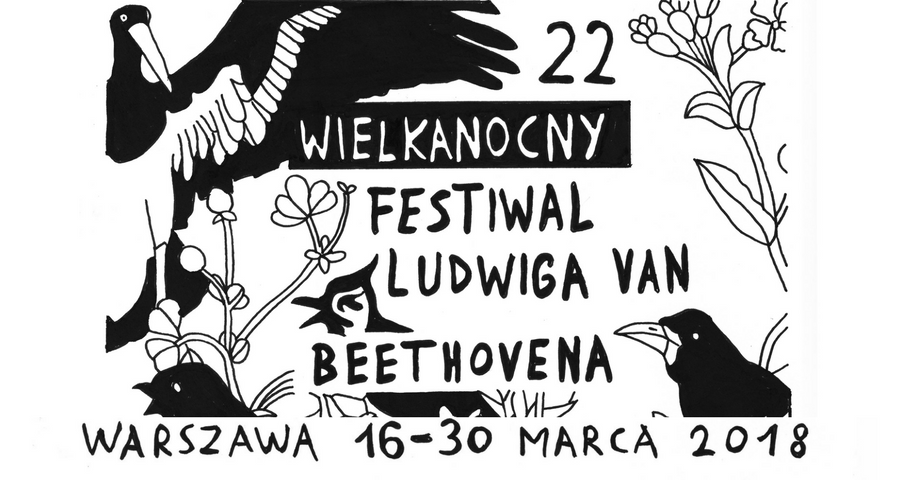 22
WIELKANOCNY
FESTIWAL
LUDWIGA VAN
BEETHOVENA
WARSZAWA 16-30 MARCA 2018